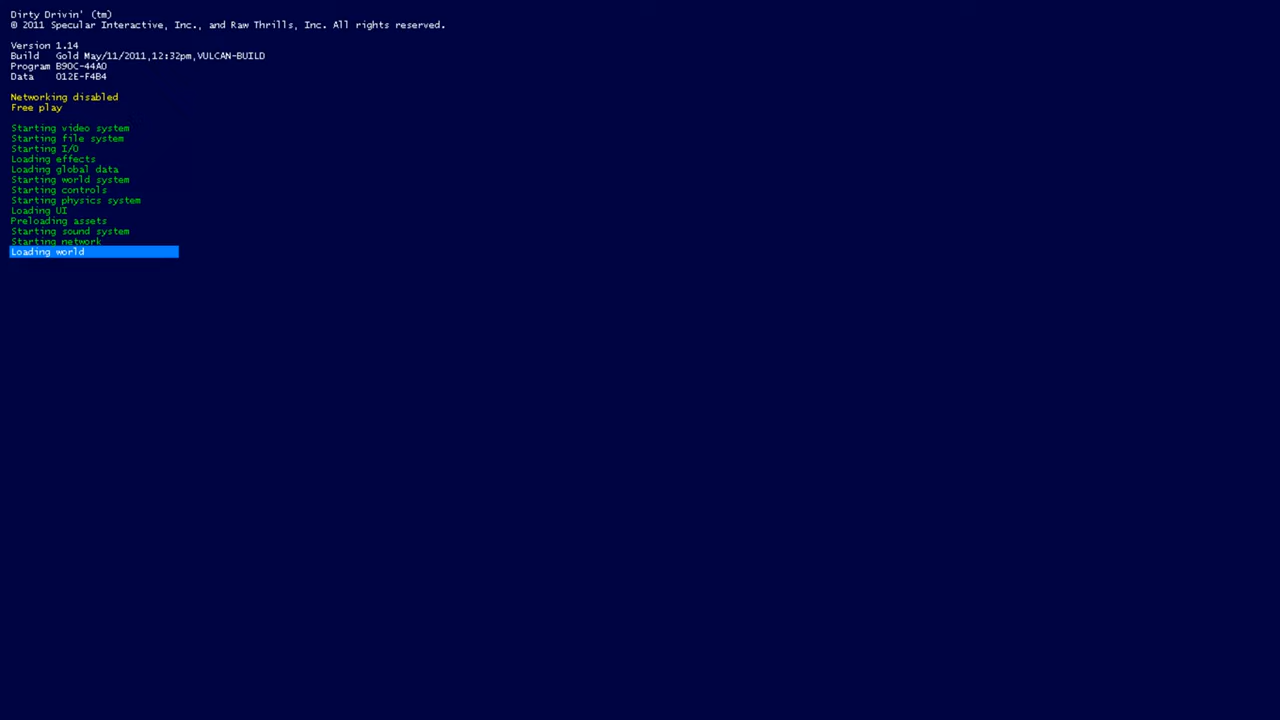 Dirty Drivin' (tm)
© 2011 Specular Interactive, Inc., and Raw Thrills, Inc. All rights reserved.
Version 1.14
Build Gold May/11/2011,12:32pm,VULCAN-BUILD
Program B90C-44A0
Data 012E-F4B4
Networking disabled
Free play
Starting video system
Starting file system
Starting I/O
Loading effects
Loading global data
Starting world system
Starting controls
Starting physics system
Loading UI
Preloading assets
Starting sound system
Starting network
Loading world